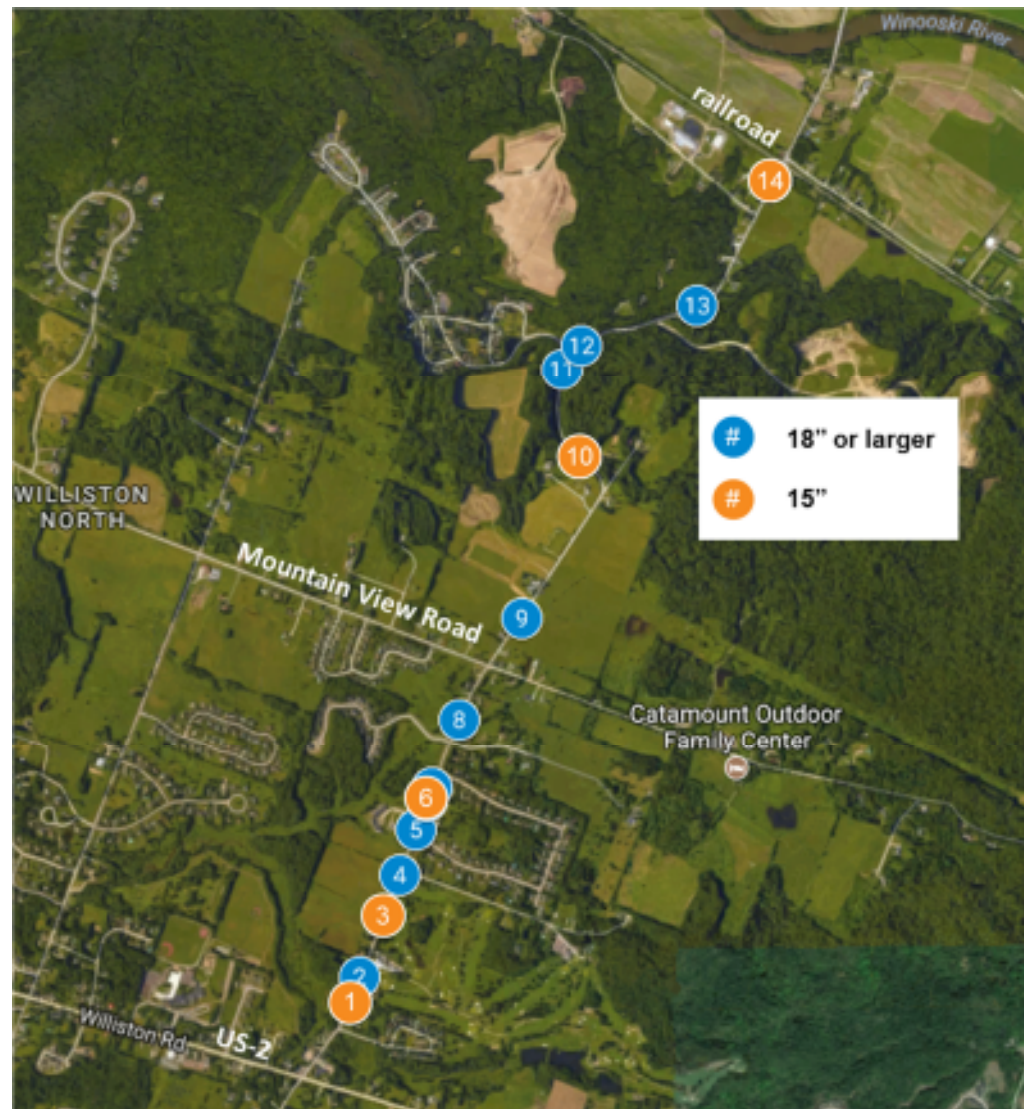 Winooski River
railroad
14
13
12
11
10
# 18” or larger
# 15”
WILLISTON
NORTH
Mountain View Road
9
Catamount Outdoor
Family Center
8
6
5
4
3
2
1
Williston Rd
US-2